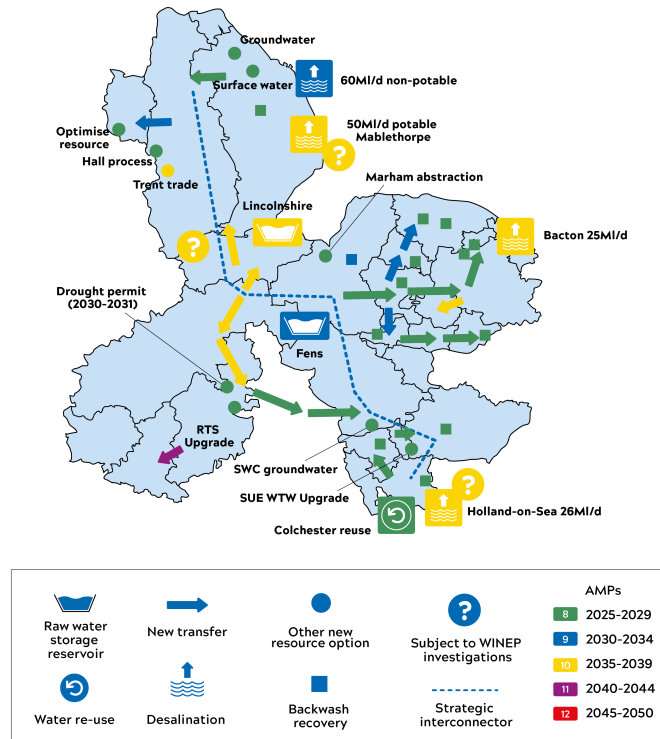 Groundwater
Surface water
60Ml/d non-potable
50Ml/d potable
Mablethorpe
?
Optimise
resource
Hall process
Trent trade
Marham abstraction
Lincolnshire
?
Bacton 25Ml/d
Drought permit
(2030-2031)
Fens
RTS
Upgrade
SWC groundwater
SUE WTW Upgrade
?
Holland-on-Sea 26Ml/d
Colchester reuse
Raw water
storage
reservoir
New transfer
Other new
resource option
?
Subject to WINEP
investigations
Water re-use
Desalination
Backwash
recovery
Strategic
interconnector
AMPs
8 2025-2029
9 2030-2034
10 2035-2039
11 2040-2044
12 2045-2050